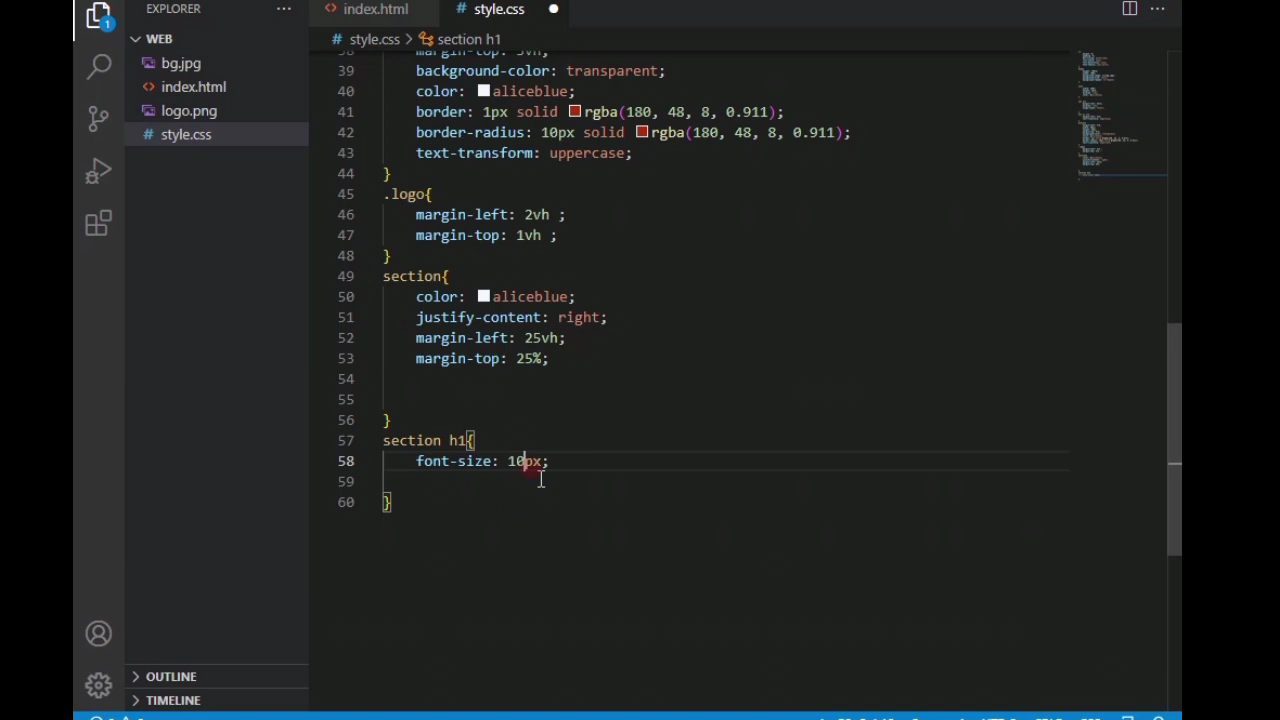 EXPLORER
index.html
style.css
1
WEB
style.css
section h1
bg.jpg
index.html
logo.png
style.css
39 background-color: transparent;
40 color: aliceblue;
41 border: 1px solid rgba(180, 48, 8, 0.911);
42 border-radius: 10px solid rgba(180, 48, 8, 0.911);
43 text-transform: uppercase;
44 }
45 .logo{
46 margin-left: 2vh ;
47 margin-top: 1vh ;
48 }
49 section{
50 color: aliceblue;
51 justify-content: right;
52 margin-left: 25vh;
53 margin-top: 25%;
54
55
56 }
57 section h1{
58 font-size: 10px;
59
60 }
OUTLINE
TIMELINE